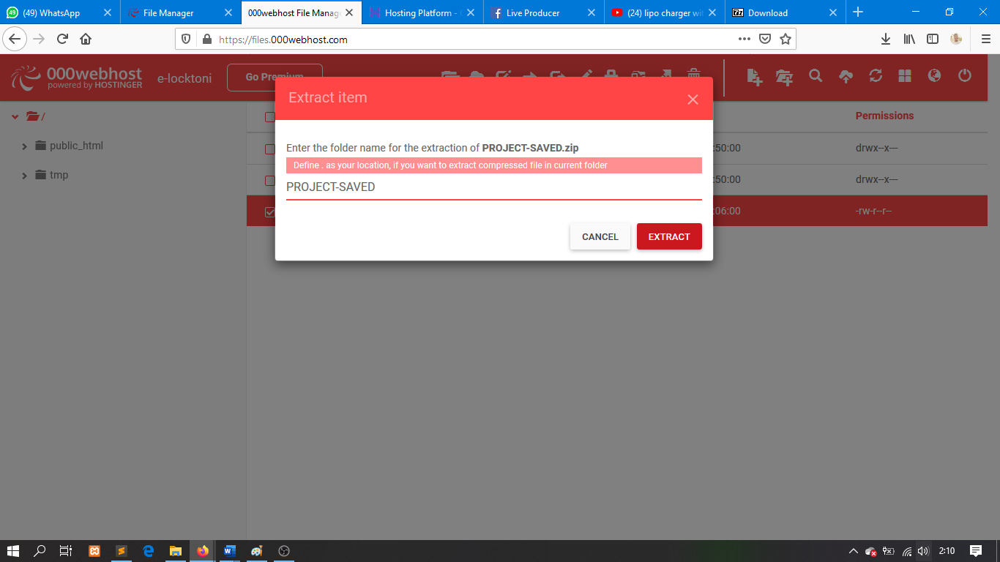 (49) WhatsApp
File Manager
000webhost File Manag
Hosting Platform -
Live Producer
(24) lipo charger wi
Download
https://files.000webhost.com
000webhost
powered by HOSTINGER
e-locktoni
Go Premium
Extract item
/
Permissions
public_html
:50:00
drwx--x---
Enter the folder name for the extraction of PROJECT-SAVED.zip
Define . as your location, if you want to extract compressed file in current folder
tmp
:50:00
drwx--x---
PROJECT-SAVED
:06:00
-rw-r--r--
CANCEL
EXTRACT
2:10